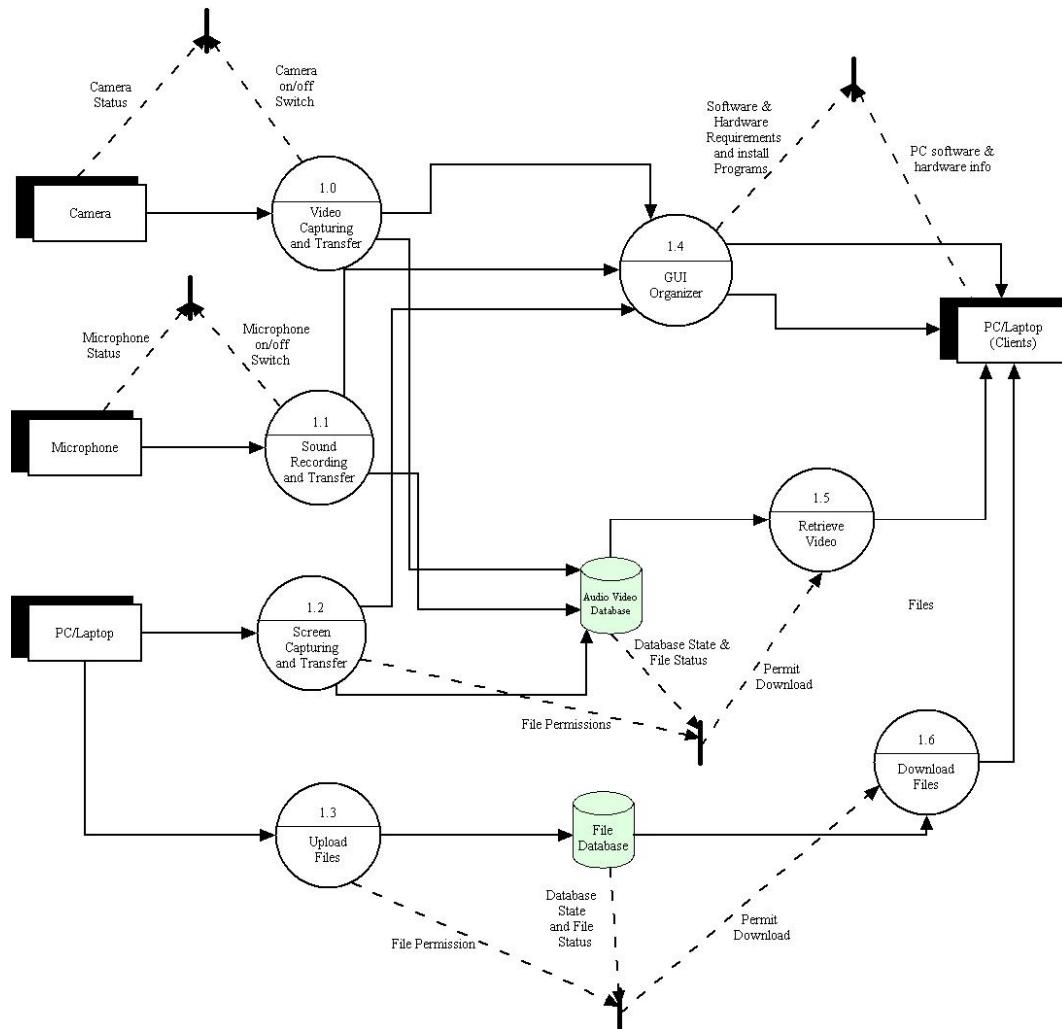 Camera
Status
Camera
on/off
Switch
Software &
Hardware
Requirements
and install
Programs
PC software &
hardware info
Camera
1.0
Video
Capturing
and Transfer
1.4
GUI
Organizer
PC/Laptop
(Clients)
Microphone
Status
Microphone
on/off
Switch
Microphone
1.1
Sound
Recording
and Transfer
1.5
Retrieve
Video
PC/Laptop
1.2
Screen
Capturing
and Transfer
Audio Video
Database
Files
Database State &
File Status
Permit
Download
File Permissions
1.6
Download
Files
1.3
Upload
Files
File
Database
Database
State
and File
Status
File Permission
Permit
Download